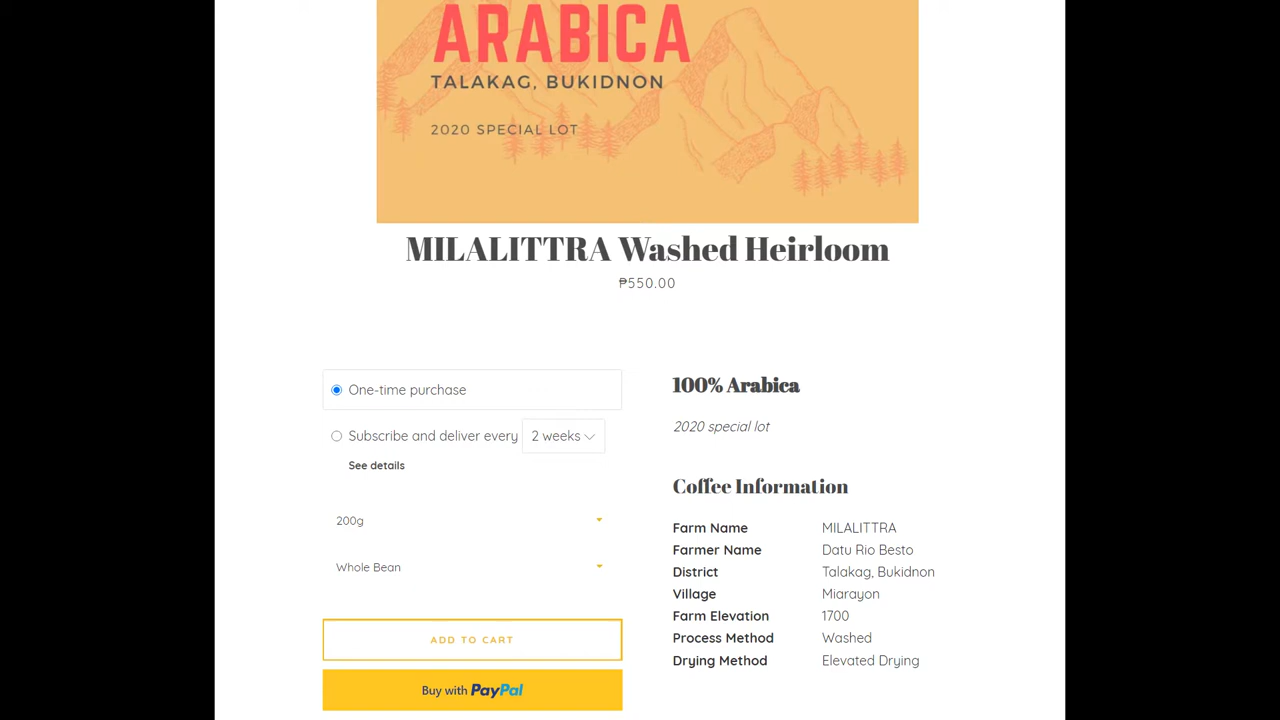 ARABICA
TALAKAG, BUKIDNON
2020 SPECIAL LOT
MILALITTRA Washed Heirloom
₱550.00
One-time purchase
Subscribe and deliver every 2 weeks
See details
200g
Whole Bean
ADD TO CART
Buy with PayPal
100% Arabica
2020 special lot
Coffee Information
Farm Name MILALITTRA
Farmer Name Datu Rio Besto
District Talakag, Bukidnon
Village Miarayon
Farm Elevation 1700
Process Method Washed
Drying Method Elevated Drying